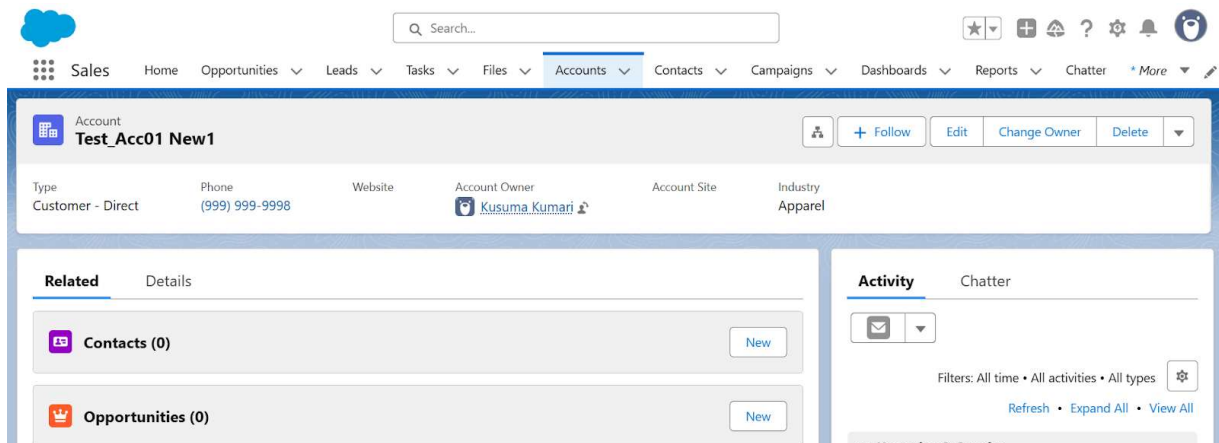 Search...
Sales Home Opportunities Leads Tasks Files Accounts Contacts Campaigns Dashboards Reports Chatter * More
Account
Test_Acc01 New1
+ Follow Edit Change Owner Delete
Type Phone Website Account Owner Account Site Industry
Customer - Direct (999) 999-9998 Kusuma Kumari Apparel
Related Details
Activity Chatter
Contacts (0) New
Filters: All time • All activities • All types
Refresh • Expand All • View All
Opportunities (0) New